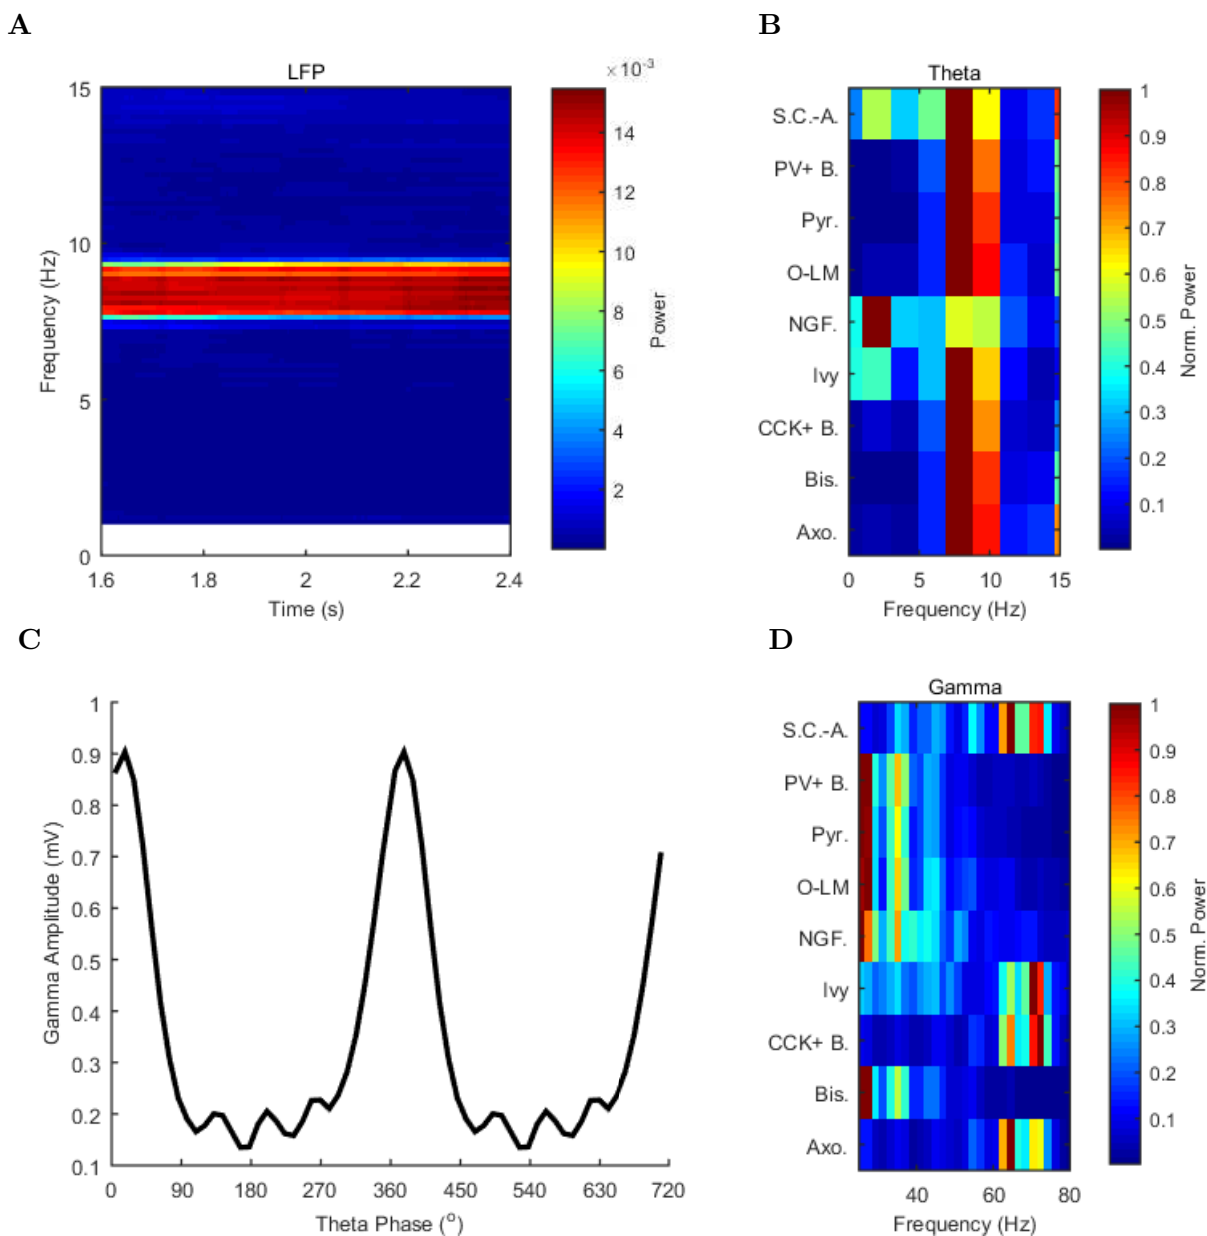 A
LFP
×10-3
15
10
5
0
Frequency (Hz)
1.6
1.8
2
2.2
2.4
Time (s)
14
12
10
8
6
4
2
Power
B
Theta
S.C.-A.
PV+ B.
Pyr.
O-LM
NGF.
Ivy
CCK+ B.
Bis.
Axo.
0
5
10
15
Frequency (Hz)
1
0.9
0.8
0.7
0.6
0.5
0.4
0.3
0.2
0.1
Norm. Power
C
1
0.9
0.8
0.7
0.6
0.5
0.4
0.3
0.2
0.1
Gamma Amplitude (mV)
0
90
180
270
360
450
540
630
720
Theta Phase (o)
D
Gamma
S.C.-A.
PV+ B.
Pyr.
O-LM
NGF.
Ivy
CCK+ B.
Bis.
Axo.
40
60
80
Frequency (Hz)
1
0.9
0.8
0.7
0.6
0.5
0.4
0.3
0.2
0.1
Norm. Power